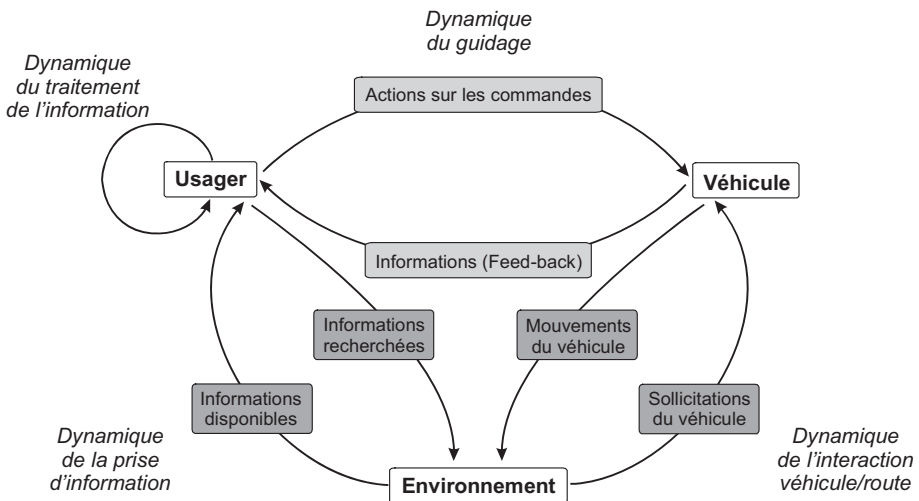 Dynamique
du guidage
Dynamique
du traitement
de l'information
Actions sur les commandes
Usager
Véhicule
Informations (Feed-back)
Informations
recherchées
Mouvements
du véhicule
Informations
disponibles
Sollicitations
du véhicule
Dynamique
de la prise
d'information
Dynamique
de l'interaction
véhicule/route
Environnement